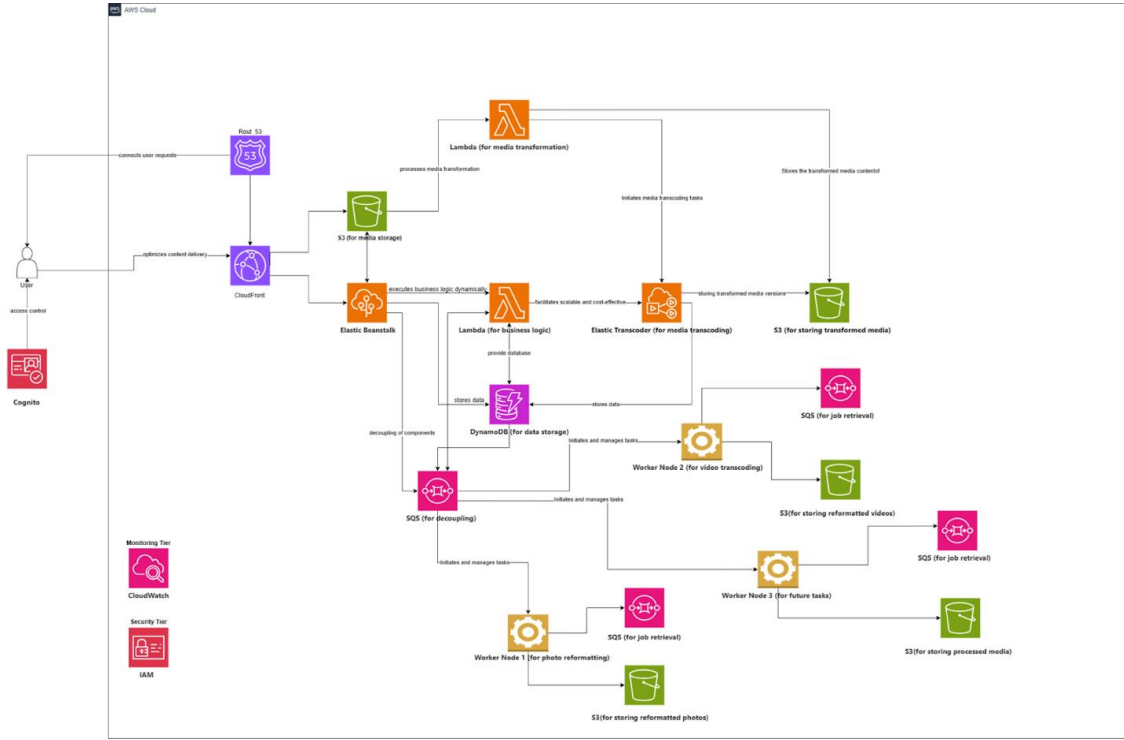 aws AWS Cloud
Rout 53
53
connects user requests
CloudFront
optimizes content delivery
User
access control
Cognito
Lambda (for media transformation)
processes media transformation
S3 (for media storage)
Initiates media transcoding tasks
Stores the transformed media contentid
Elastic Beanstalk
executes business logic dynamically
Lambda (for business logic)
facilitates scalable and cost-effective
Elastic Transcoder (for media transcoding)
storing transformed media versions
S3 (for storing transformed media)
provide database
stores data
stores data
DynamoDB (for data storage)
decoupling of components
SQS (for decoupling)
Initiates and manages tasks
Worker Node 2 (for video transcoding)
SQS (for job retrieval)
S3(for storing reformatted videos)
Initiates and manages tasks
Worker Node 3 (for future tasks)
SQS (for job retrieval)
S3(for storing processed media)
Initiates and manages tasks
Worker Node 1 (for photo reformatting)
SQS (for job retrieval)
S3(for storing reformatted photos)
Monitoring Tier
CloudWatch
Security Tier
IAM